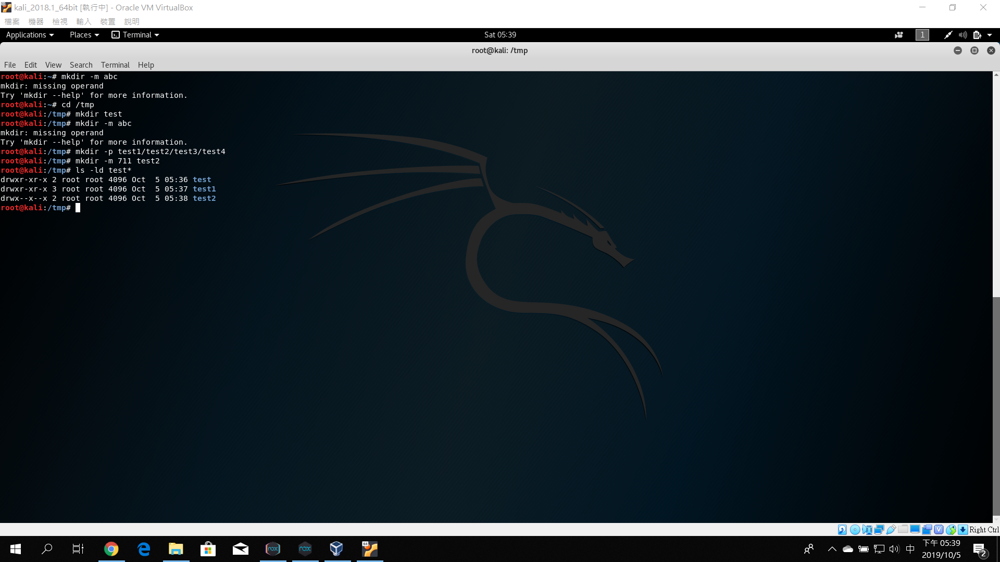 kali_2018.1_64bit [執行中] - Oracle VM VirtualBox
檔案 機器 檢視 輸入 裝置 說明
Applications Places Terminal Sat 05:39 1
root@kali: /tmp
File Edit View Search Terminal Help
root@kali:~# mkdir -m abc
mkdir: missing operand
Try 'mkdir --help' for more information.
root@kali:~# cd /tmp
root@kali:/tmp# mkdir test
root@kali:/tmp# mkdir -m abc
mkdir: missing operand
Try 'mkdir --help' for more information.
root@kali:/tmp# mkdir -p test1/test2/test3/test4
root@kali:/tmp# mkdir -m 711 test2
root@kali:/tmp# ls -ld test*
drwxr-xr-x 2 root root 4096 Oct  5 05:36 test
drwxr-xr-x 3 root root 4096 Oct  5 05:37 test1
drwx--x--x 2 root root 4096 Oct  5 05:38 test2
root@kali:/tmp#
Right Ctrl
nox nox 64 中 下午 05:39
2019/10/5 2